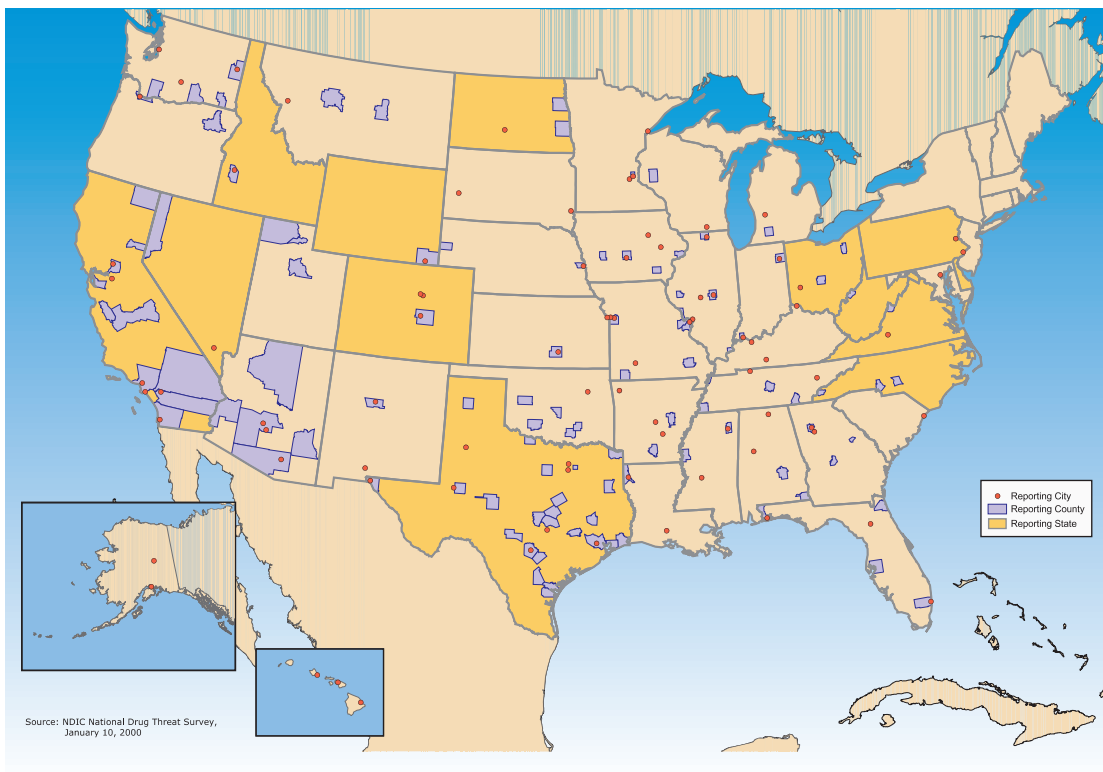 Reporting City
Reporting County
Reporting State
Source: NDIC National Drug Threat Survey,
January 10, 2000